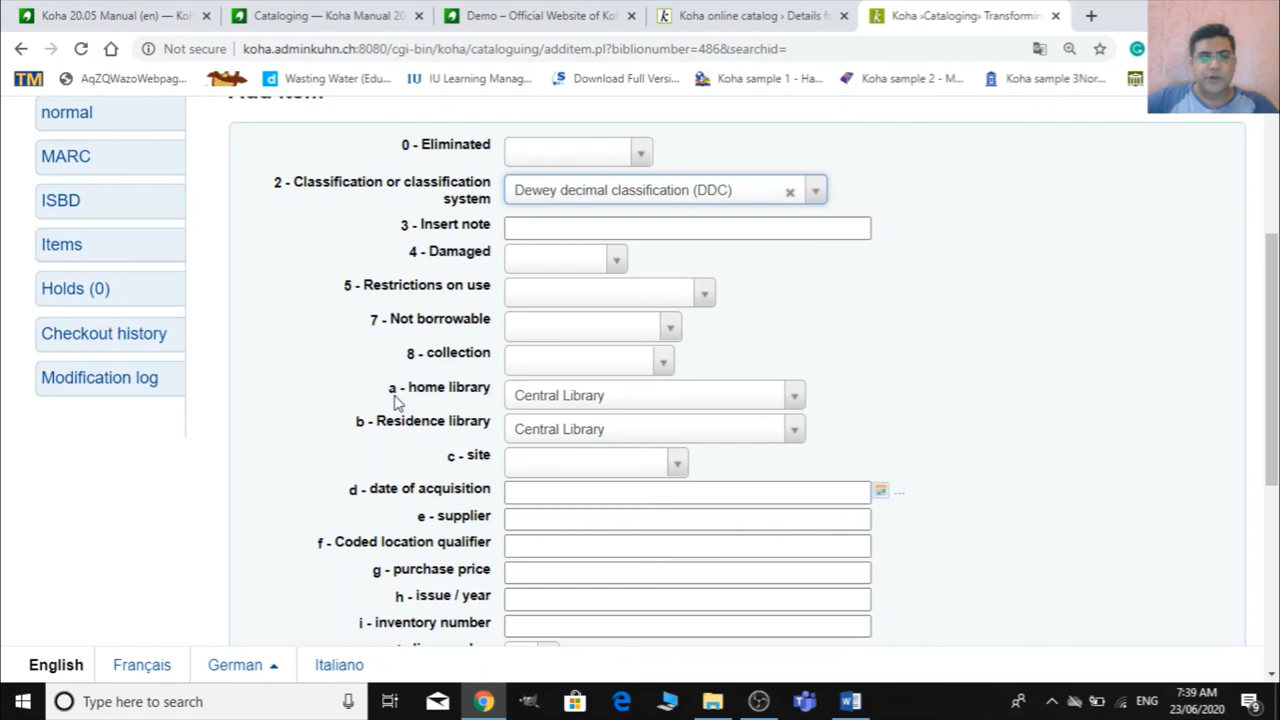 Koha 20.05 Manual (en) — Koh
Cataloging — Koha Manual 20
Demo – Official Website of Ko
Koha online catalog › Details fo
Koha ›Cataloging› Transformin
Not secure
koha.adminkuhn.ch:8080/cgi-bin/koha/cataloguing/additem.pl?biblionumber=486&searchid=
TM
AqZQWazoWebpag...
Wasting Water (Edu...
IU Learning Manag...
Download Full Versi...
Koha sample 1 - Ha...
Koha sample 2 - M...
Koha sample 3Nor...
normal
MARC
ISBD
Items
Holds (0)
Checkout history
Modification log
0 - Eliminated
2 - Classification or classification
system
Dewey decimal classification (DDC)
3 - Insert note
4 - Damaged
5 - Restrictions on use
7 - Not borrowable
8 - collection
a - home library
Central Library
b - Residence library
Central Library
c - site
d - date of acquisition
...
e - supplier
f - Coded location qualifier
g - purchase price
h - issue / year
i - inventory number
English
Français
German
Italiano
Type here to search
ENG
7:39 AM
23/06/2020
9